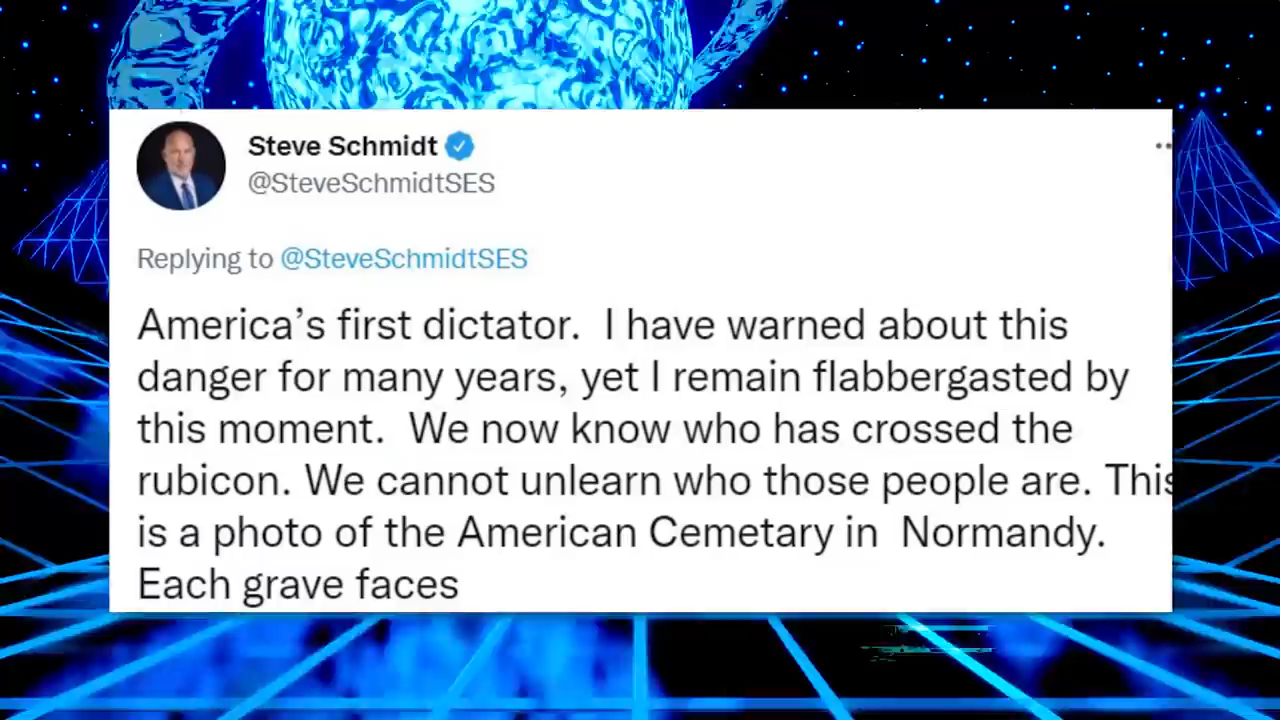 Steve Schmidt
@SteveSchmidtSES
Replying to @SteveSchmidtSES
America’s first dictator.  I have warned about this
danger for many years, yet I remain flabbergasted by
this moment.  We now know who has crossed the
rubicon. We cannot unlearn who those people are. This
is a photo of the American Cemetary in  Normandy.
Each grave faces